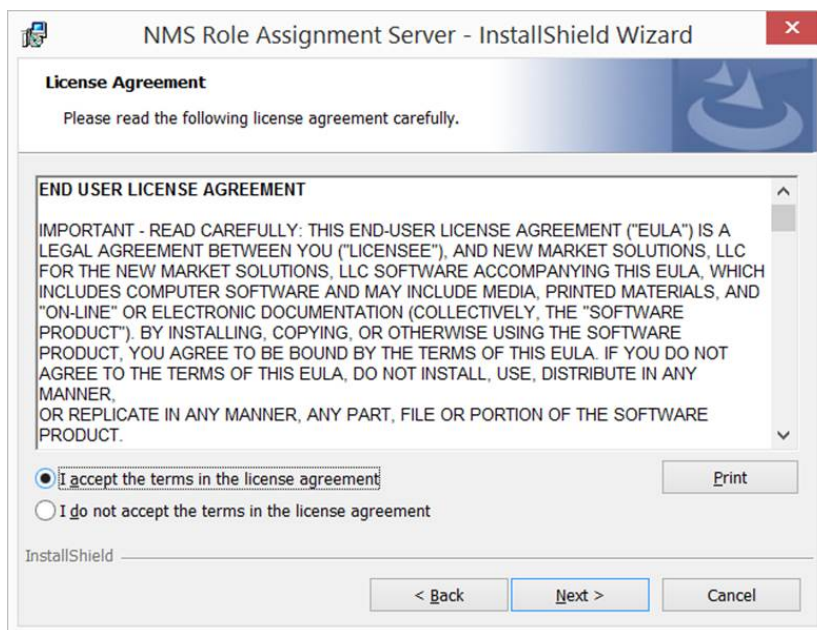 NMS Role Assignment Server - InstallShield Wizard
License Agreement
Please read the following license agreement carefully.
END USER LICENSE AGREEMENT
IMPORTANT - READ CAREFULLY: THIS END-USER LICENSE AGREEMENT ("EULA") IS A
LEGAL AGREEMENT BETWEEN YOU ("LICENSEE"), AND NEW MARKET SOLUTIONS, LLC
FOR THE NEW MARKET SOLUTIONS, LLC SOFTWARE ACCOMPANYING THIS EULA, WHICH
INCLUDES COMPUTER SOFTWARE AND MAY INCLUDE MEDIA, PRINTED MATERIALS, AND
"ON-LINE" OR ELECTRONIC DOCUMENTATION (COLLECTIVELY, THE "SOFTWARE
PRODUCT"). BY INSTALLING, COPYING, OR OTHERWISE USING THE SOFTWARE
PRODUCT, YOU AGREE TO BE BOUND BY THE TERMS OF THIS EULA. IF YOU DO NOT
AGREE TO THE TERMS OF THIS EULA, DO NOT INSTALL, USE, DISTRIBUTE IN ANY
MANNER,
OR REPLICATE IN ANY MANNER, ANY PART, FILE OR PORTION OF THE SOFTWARE
PRODUCT.
I accept the terms in the license agreement
Print
I do not accept the terms in the license agreement
InstallShield
< Back
Next >
Cancel